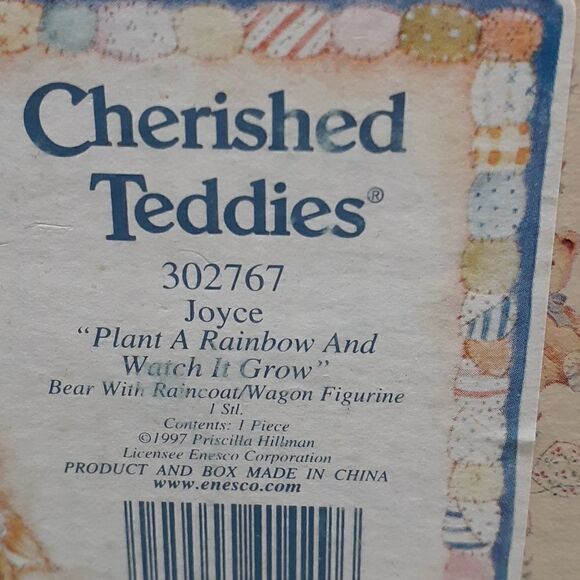 Cherished
Teddies®
302767
Joyce
“Plant A Rainbow And
Watch It Grow”
Bear With Raincoat/Wagon Figurine
1 Stl.
Contents: 1 Piece
©1997 Priscilla Hillman
Licensee Enesco Corporation
PRODUCT AND BOX MADE IN CHINA
www.enesco.com